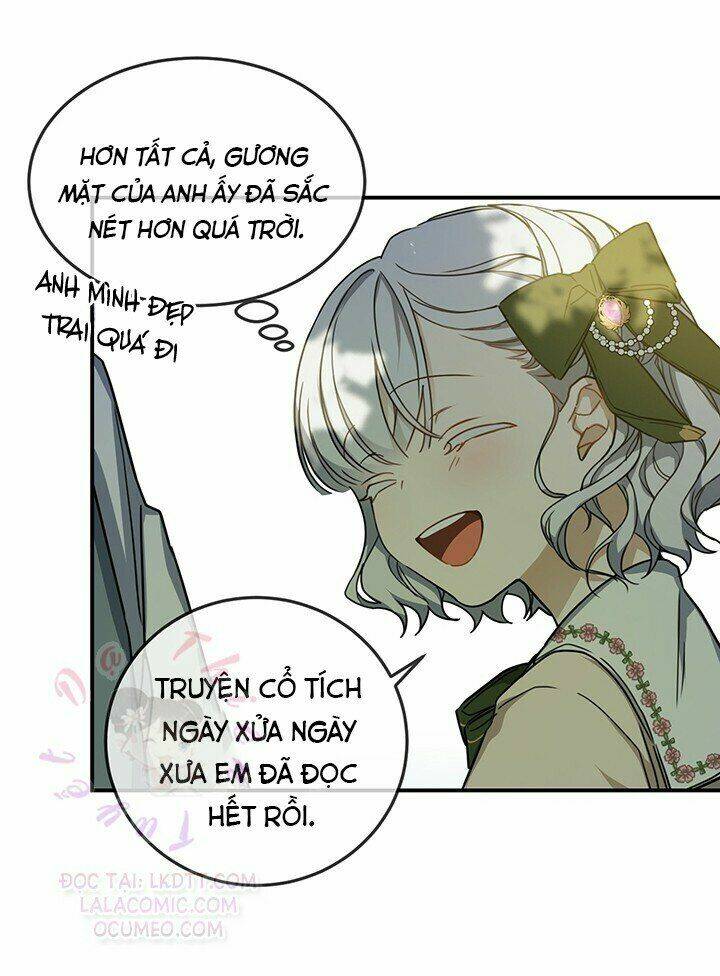 HƠN TẤT CẢ, GƯƠNG
MẶT CỦA ANH ẤY ĐÃ SẮC
NÉT HƠN QUÁ TRỜI.
ANH MÌNH ĐẸP
TRAI QUÁ ĐI
TRUYỆN CỔ TÍCH
NGÀY XỬA NGÀY
XƯA EM ĐÃ ĐỌC
HẾT RỒI.
ĐỌC TẠI: LKDTT.COM
LALACOMIC.COM
OCUMEO.COM